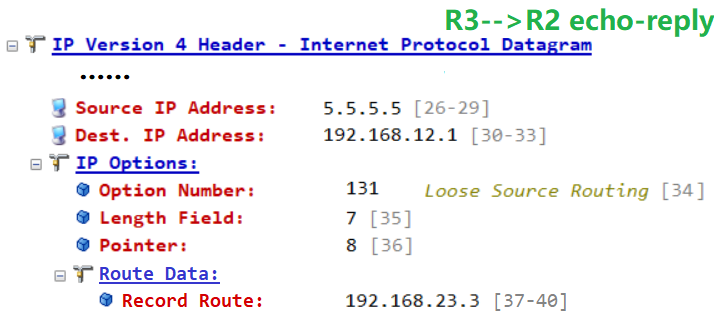 R3-->R2 echo-reply
IP Version 4 Header - Internet Protocol Datagram
......
Source IP Address: 5.5.5.5 [26-29]
Dest. IP Address: 192.168.12.1 [30-33]
IP Options:
Option Number: 131 Loose Source Routing [34]
Length Field: 7 [35]
Pointer: 8 [36]
Route Data:
Record Route: 192.168.23.3 [37-40]